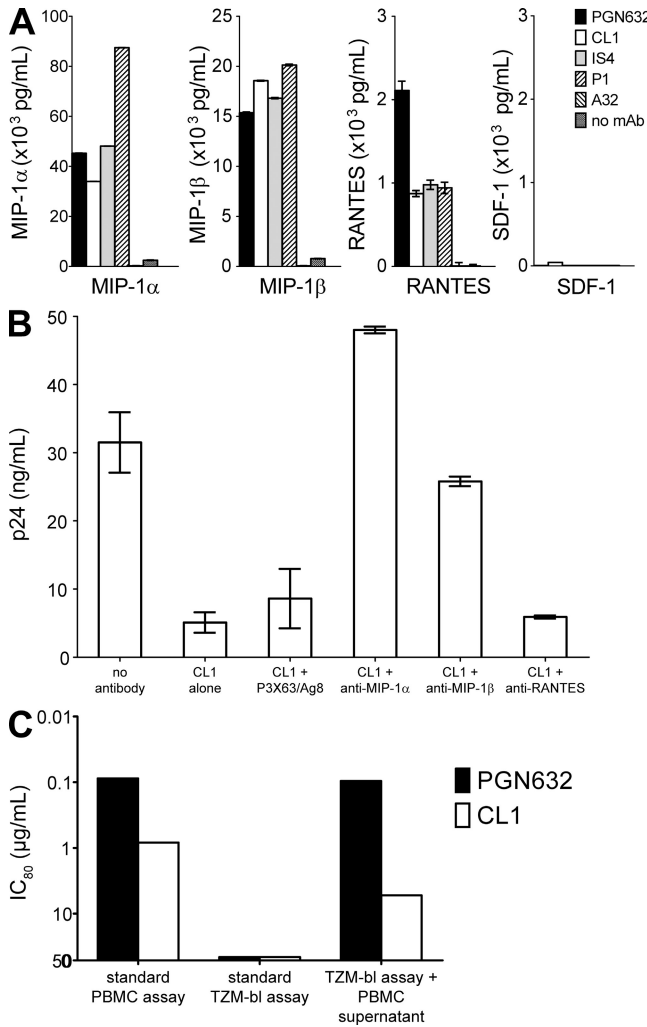 A
MIP-1α (x10³ pg/mL)
100
80
60
40
20
0
MIP-1α
MIP-1β (x10³ pg/mL)
25
20
15
10
5
0
MIP-1β
RANTES (x10³ pg/mL)
3
2
1
0
RANTES
SDF-1 (x10³ pg/mL)
3
2
1
0
SDF-1
PGN632
CL1
IS4
P1
A32
no mAb
B
p24 (ng/mL)
50
40
30
20
10
0
no antibody
CL1 alone
CL1 + P3X63/Ag8
CL1 + anti-MIP-1α
CL1 + anti-MIP-1β
CL1 + anti-RANTES
C
IC₈₀ (µg/mL)
0.01
0.1
1
10
50
standard PBMC assay
standard TZM-bl assay
TZM-bl assay + PBMC supernatant
PGN632
CL1